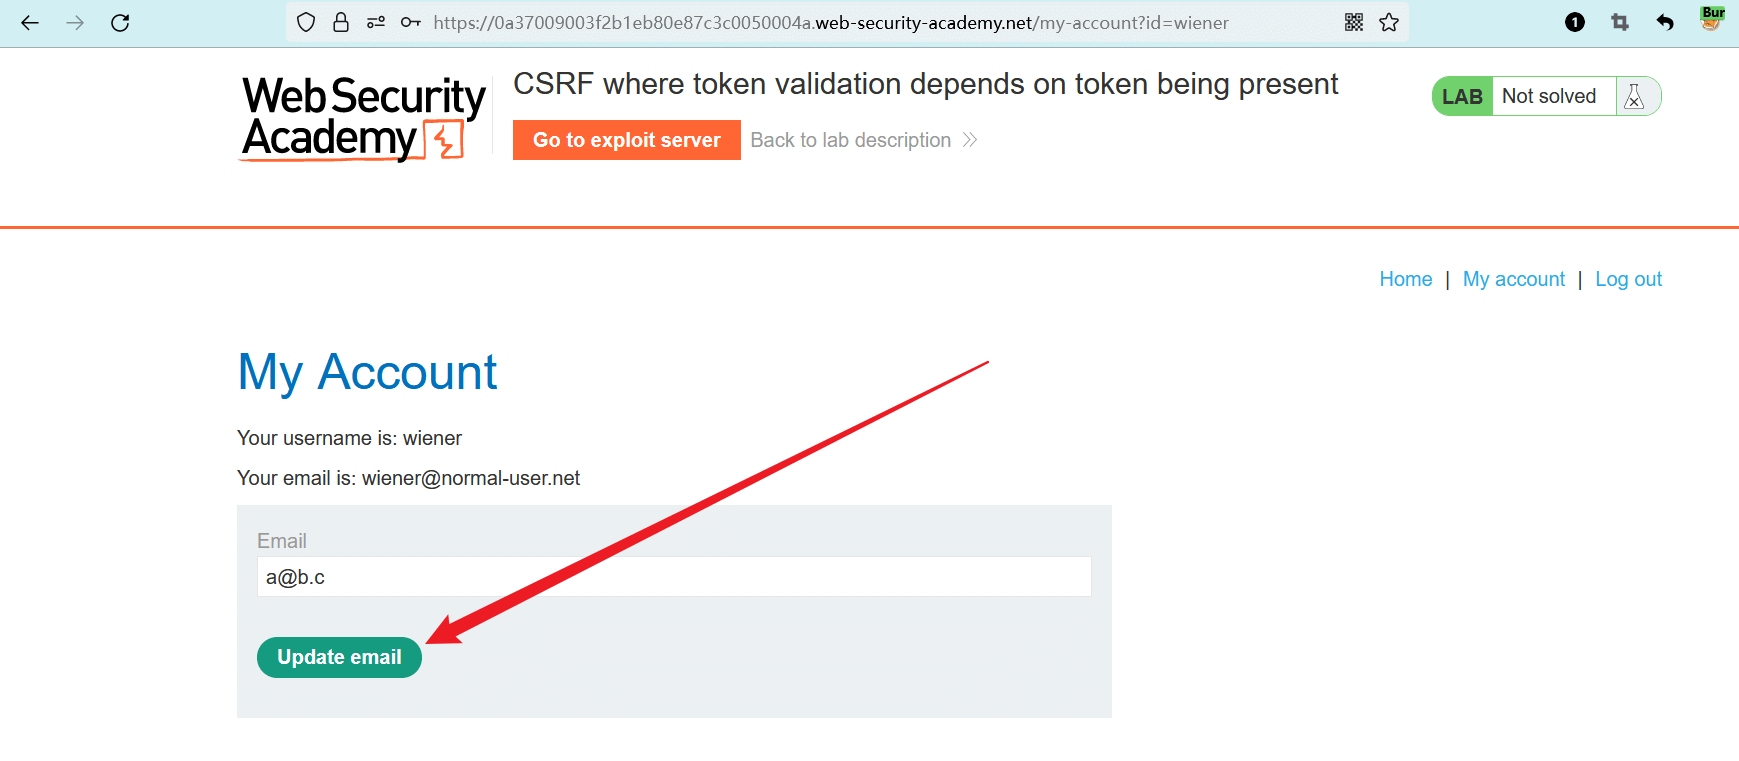 https://0a37009003f2b1eb80e87c3c0050004a.web-security-academy.net/my-account?id=wiener
1
Bur
WebSecurity
Academy
CSRF where token validation depends on token being present
Go to exploit server
Back to lab description
LAB
Not solved
Home | My account | Log out
My Account
Your username is: wiener
Your email is: wiener@normal-user.net
Email
a@b.c
Update email